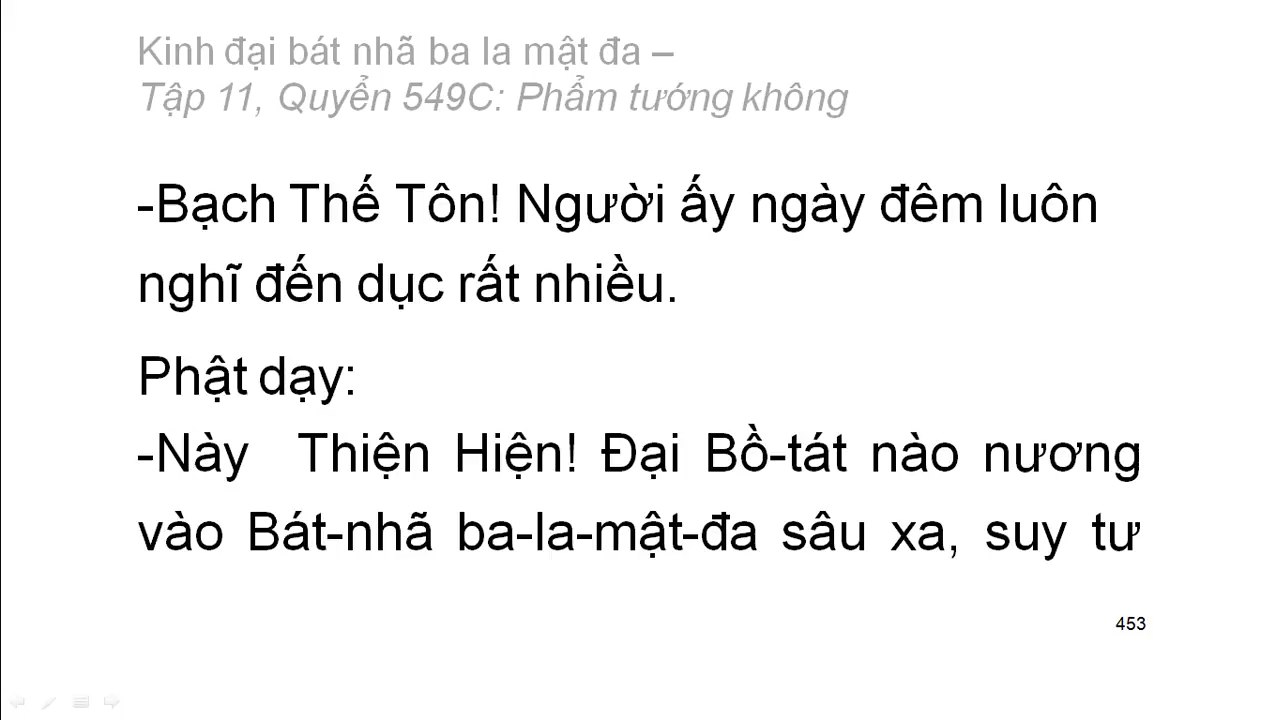 Kinh đại bát nhã ba la mật đa –
Tập 11, Quyển 549C: Phẩm tướng không
-Bạch Thế Tôn! Người ấy ngày đêm luôn
nghĩ đến dục rất nhiều.
Phật dạy:
-Này Thiện Hiện! Đại Bồ-tát nào nương
vào Bát-nhã ba-la-mật-đa sâu xa, suy tư
453